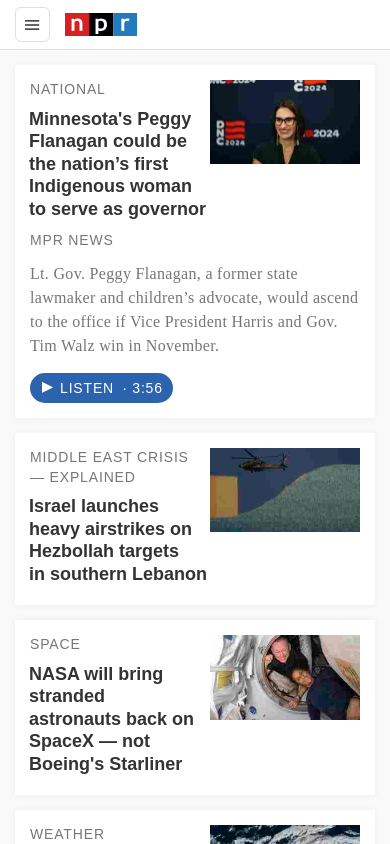 npr
NATIONAL
Minnesota's Peggy
Flanagan could be
the nation’s first
Indigenous woman
to serve as governor
C
2024
C
2024
DNC
2024
2024
MPR NEWS
Lt. Gov. Peggy Flanagan, a former state
lawmaker and children’s advocate, would ascend
to the office if Vice President Harris and Gov.
Tim Walz win in November.
LISTEN · 3:56
MIDDLE EAST CRISIS
— EXPLAINED
Israel launches
heavy airstrikes on
Hezbollah targets
in southern Lebanon
SPACE
NASA will bring
stranded
astronauts back on
SpaceX — not
Boeing's Starliner
WEATHER